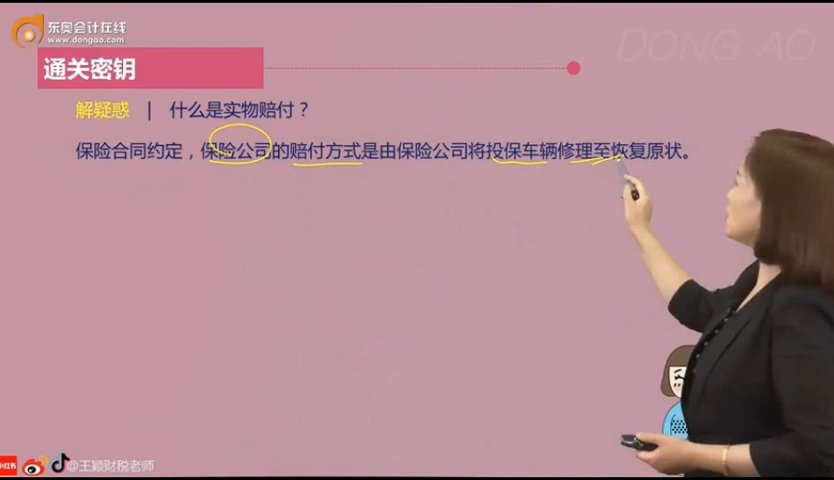 东奥会计在线
www.dongao.com
DONG AO
通关密钥
解疑惑 | 什么是实物赔付？
保险合同约定，保险公司的赔付方式是由保险公司将投保车辆修理至恢复原状。
小红书
@王颖财税老师